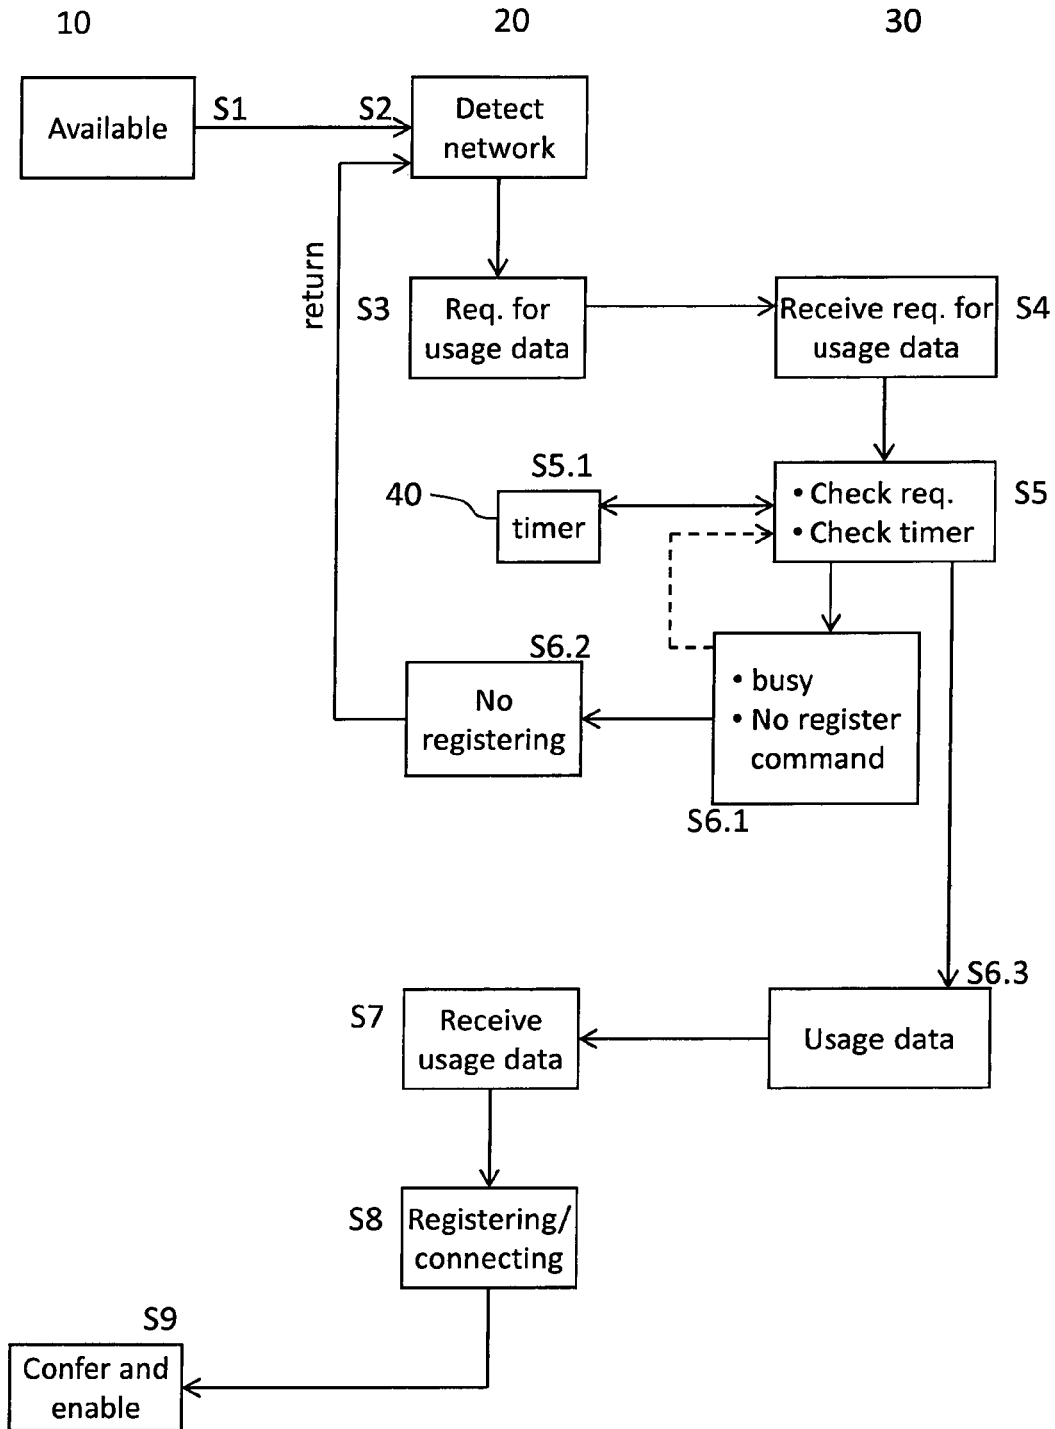 10
20
30
Available
S1
S2
Detect
network
return
S3
Req. for
usage data
Receive req. for
usage data
S4
S5.1
40
timer
• Check req.
• Check timer
S5
S6.2
No
registering
• busy
• No register
command
S6.1
S6.3
S7
Receive
usage data
Usage data
S8
Registering/
connecting
S9
Confer and
enable